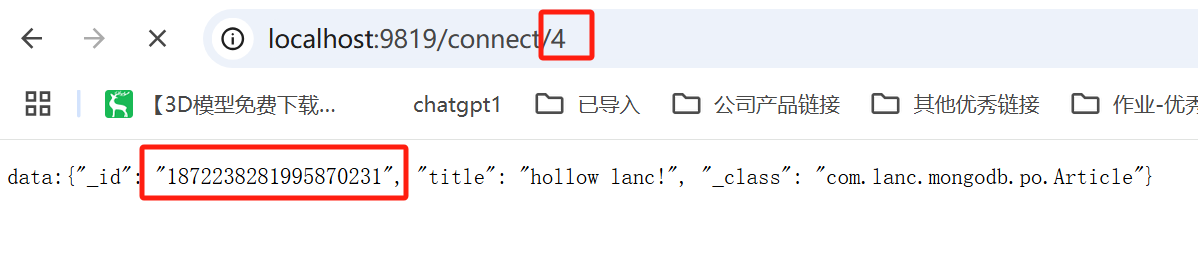 localhost:9819/connect/4
【3D模型免费下载... chatgpt1 已导入 公司产品链接 其他优秀链接 作业-优秀
data:{"_id": "1872238281995870231", "title": "hollow lanc!", "_class": "com.lanc.mongodb.po.Article"}